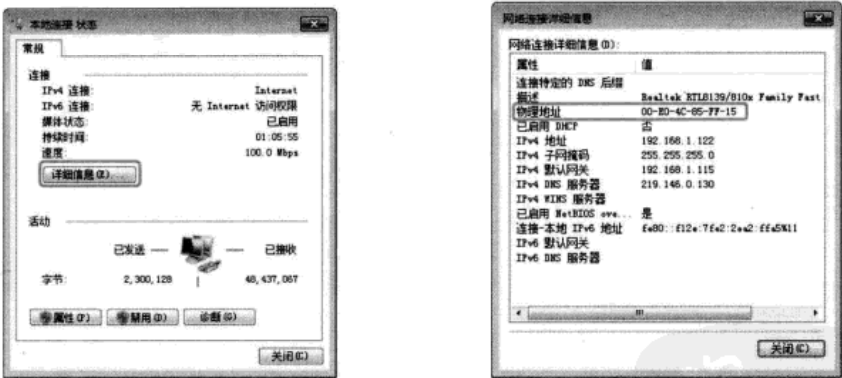 本地连接 状态
常规
连接
IPv4 连接: Internet
IPv6 连接: 无 Internet 访问权限
媒体状态: 已启用
持续时间: 01:05:55
速度: 100.0 Mbps
详细信息(E)...
活动
已发送 — — 已接收
字节: 2,300,128 | 48,437,067
属性(P) 禁用(D) 诊断(G)
关闭(C)
网络连接详细信息
网络连接详细信息(D):
属性 值
连接特定的 DNS 后缀
描述 Realtek RTL8139/810x Family Fast
物理地址 00-E0-4C-85-FF-15
已启用 DHCP 否
IPv4 地址 192.168.1.122
IPv4 子网掩码 255.255.255.0
IPv4 默认网关 192.168.1.115
IPv4 DNS 服务器 219.146.0.130
IPv4 WINS 服务器
已启用 NetBIOS ove... 是
连接-本地 IPv6 地址 fe80::f12e:7fe2:2ea2:ffa5%11
IPv6 默认网关
IPv6 DNS 服务器
关闭(C)